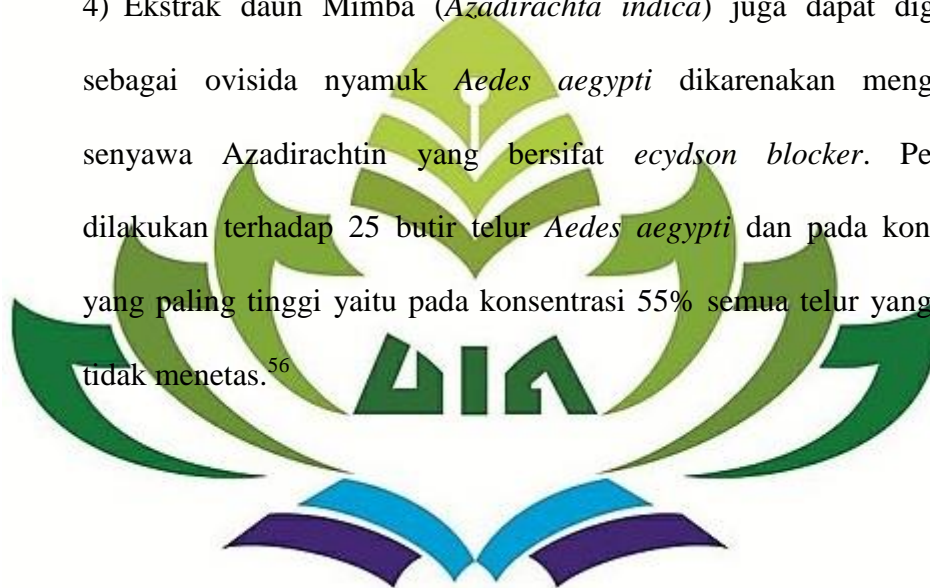 4) Ekstrak daun Mimba (Azadirachta indica) juga dapat dig
sebagai ovisida nyamuk Aedes aegypti dikarenakan meng
senyawa Azadirachtin yang bersifat ecydson blocker. Pe
dilakukan terhadap 25 butir telur Aedes aegypti dan pada kon
yang paling tinggi yaitu pada konsentrasi 55% semua telur yang
tidak menetas.56
UIN